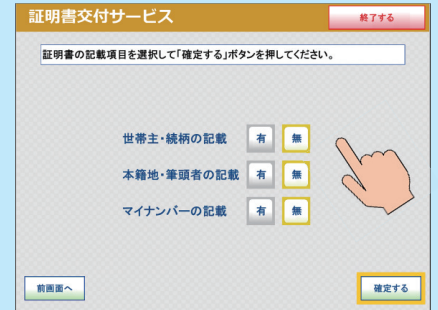 証明書交付サービス
終了する
証明書の記載項目を選択して「確定する」ボタンを押してください。
世帯主・続柄の記載 有 無
本籍地・筆頭者の記載 有 無
マイナンバーの記載 有 無
前画面へ
確定する